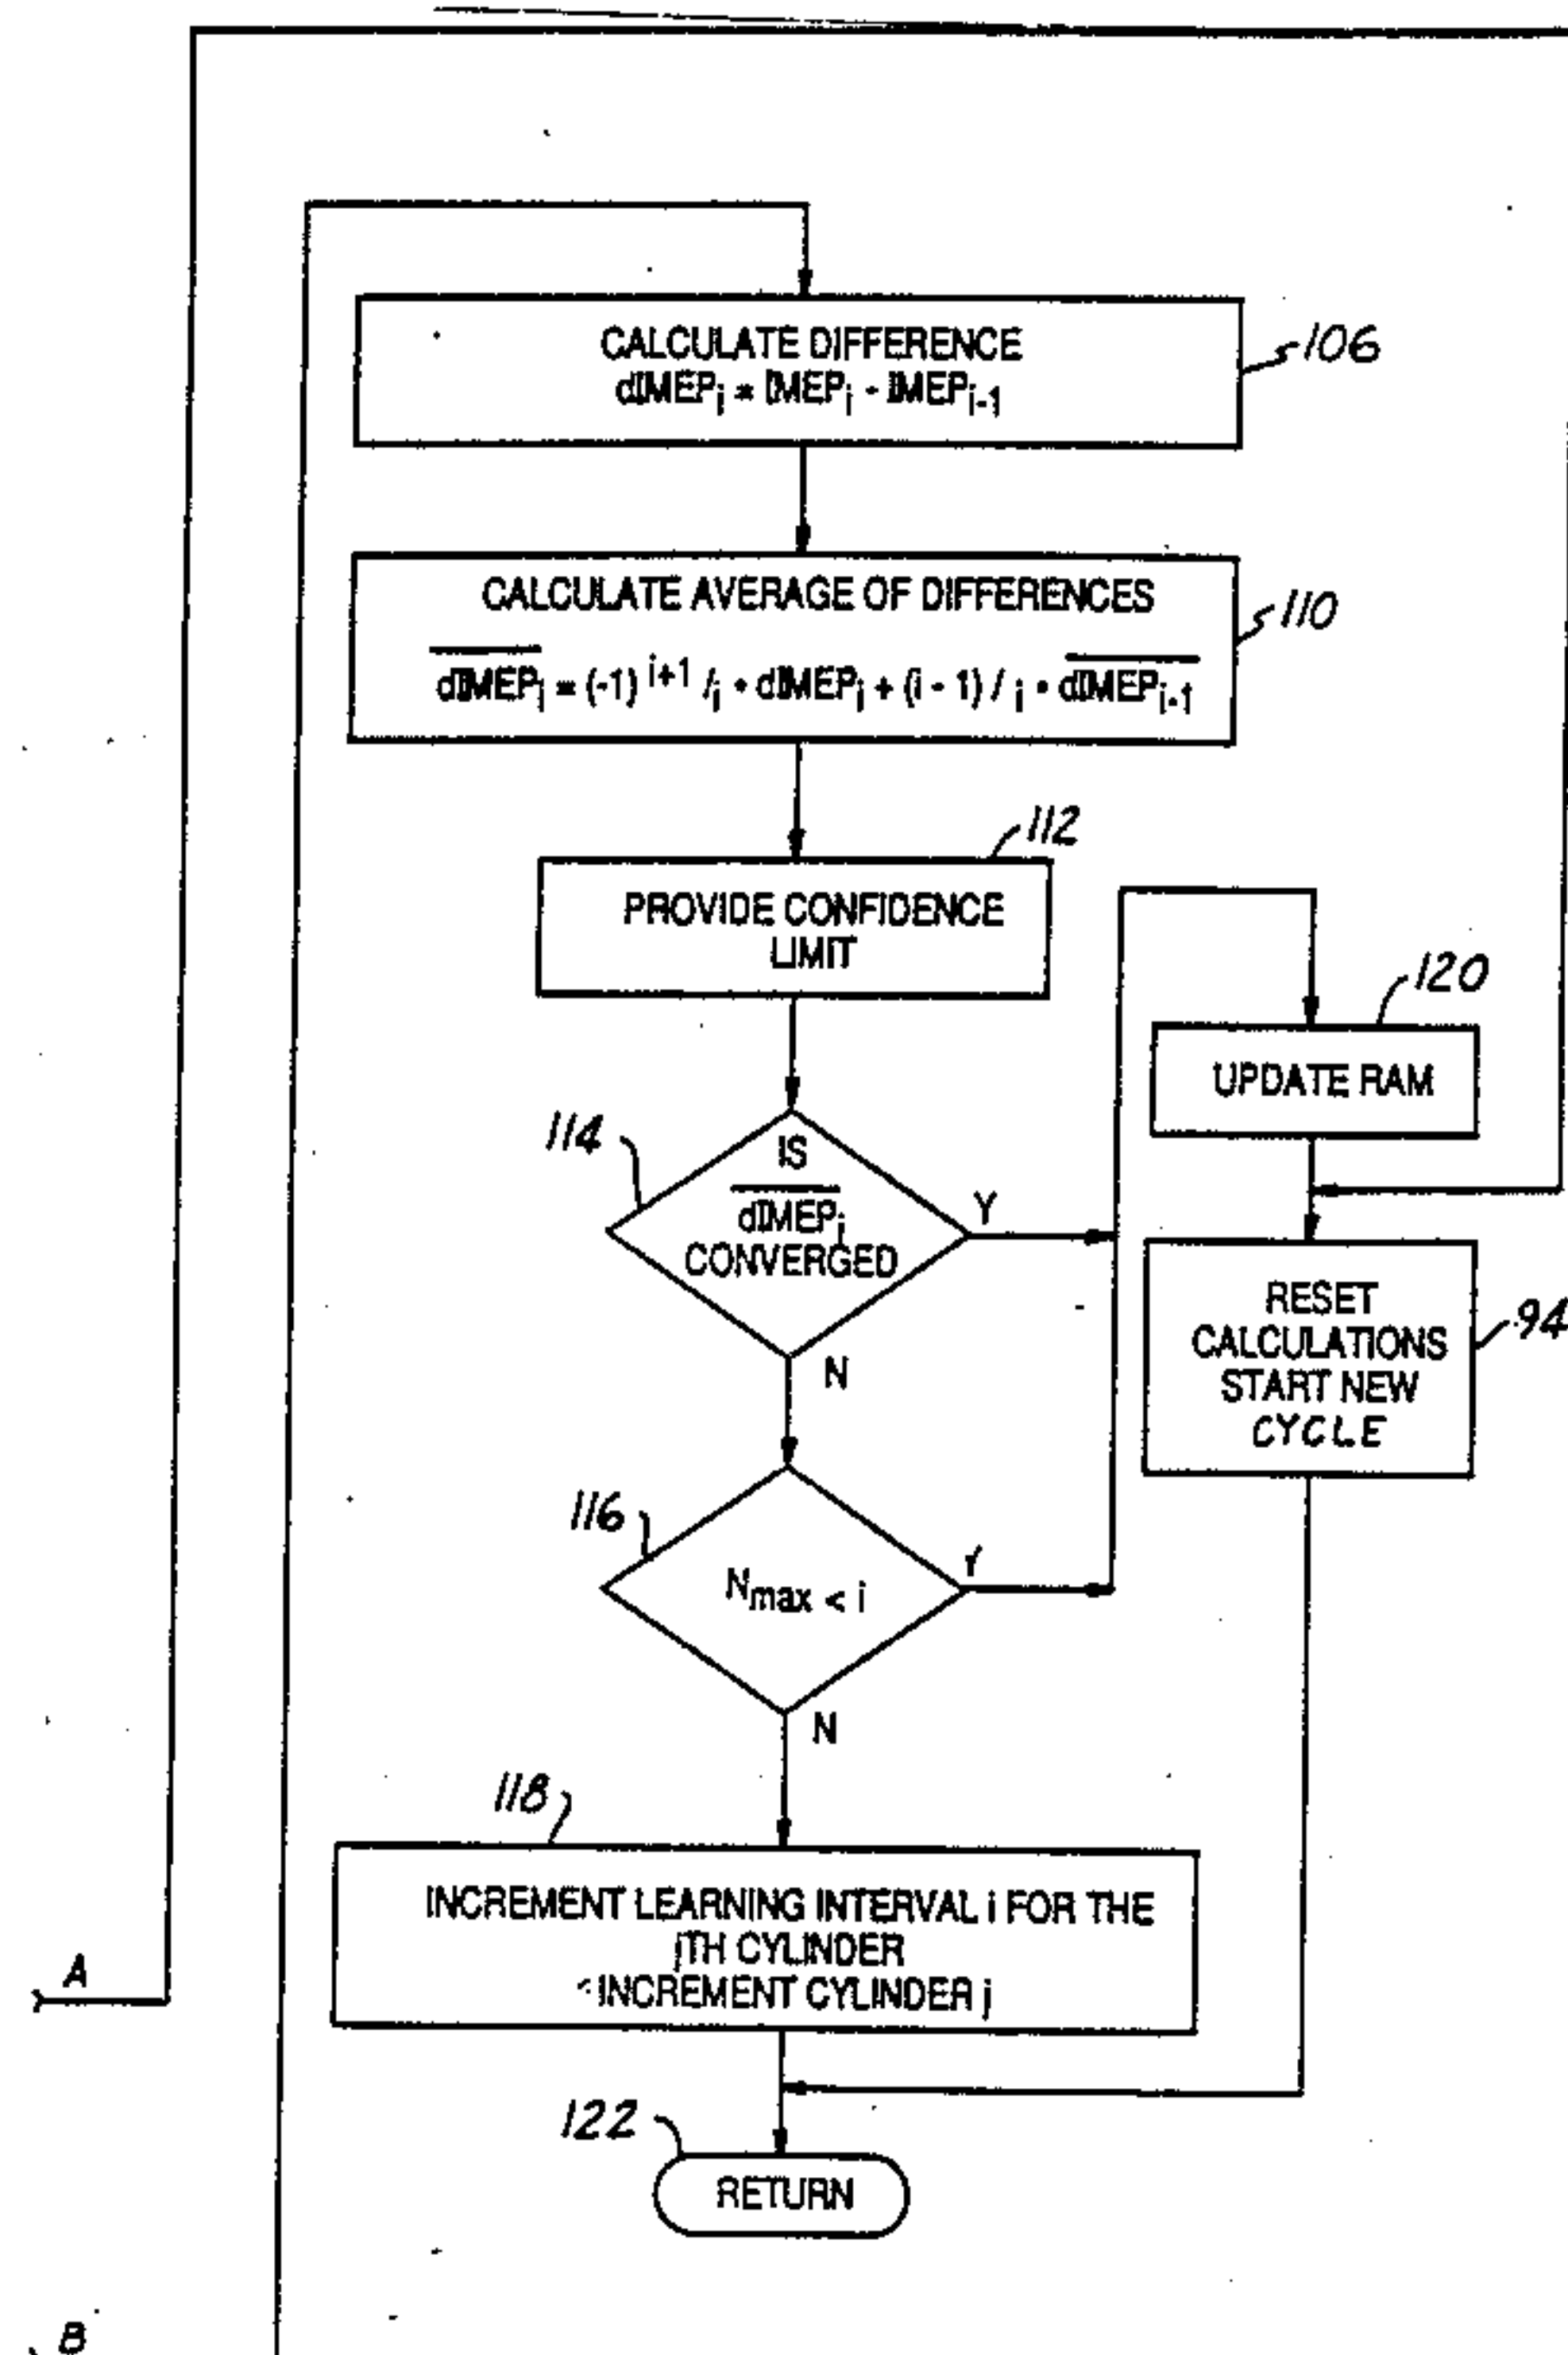 CALCULATE DIFFERENCE
dIMEPi = IMEPi - IMEPi-1
106
CALCULATE AVERAGE OF DIFFERENCES
dIMEPi = (-1) i+1 /i • dIMEPi + (i - 1) / i • dIMEPi-1
110
112
PROVIDE CONFIDENCE
LIMIT
120
UPDATE RAM
114
IS
dIMEPi
CONVERGED
Y
N
RESET
CALCULATIONS
START NEW
CYCLE
94
116
Nmax < i
Y
N
118
INCREMENT LEARNING INTERVAL i FOR THE
jTH CYLINDER
INCREMENT CYLINDER j
A
122
RETURN
B